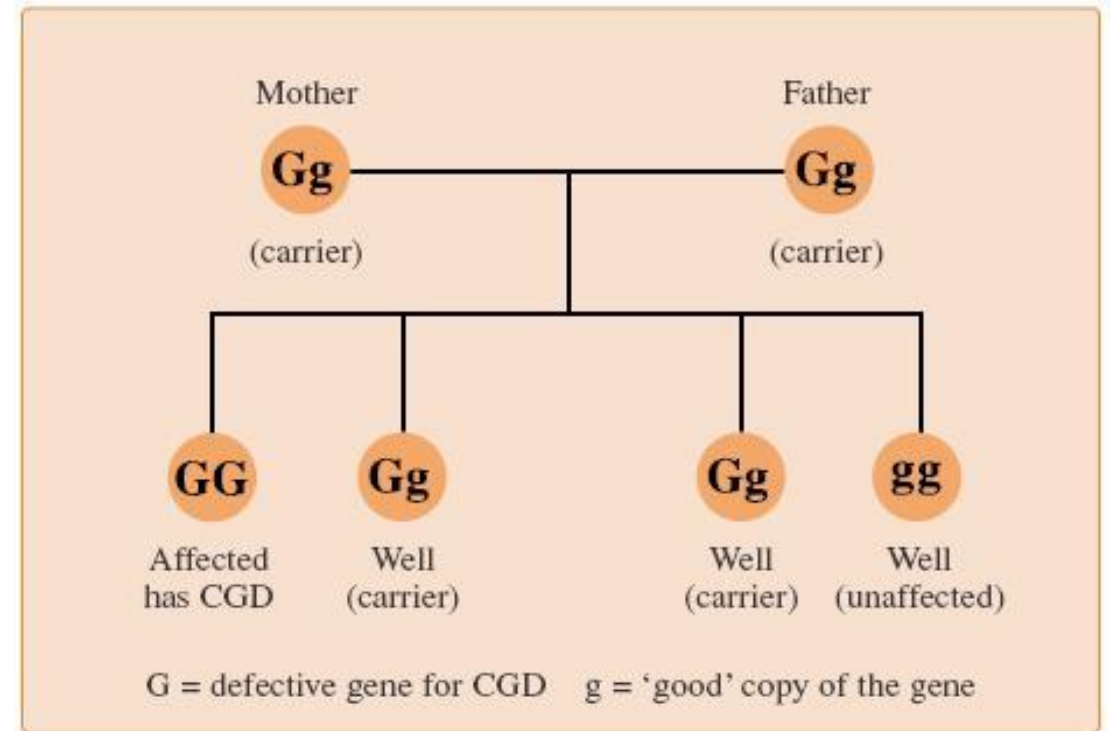 Mother Father
Gg Gg
(carrier) (carrier)
GG Gg Gg gg
Affected Well Well Well
has CGD (carrier) (carrier) (unaffected)
G = defective gene for CGD g = ‘good’ copy of the gene